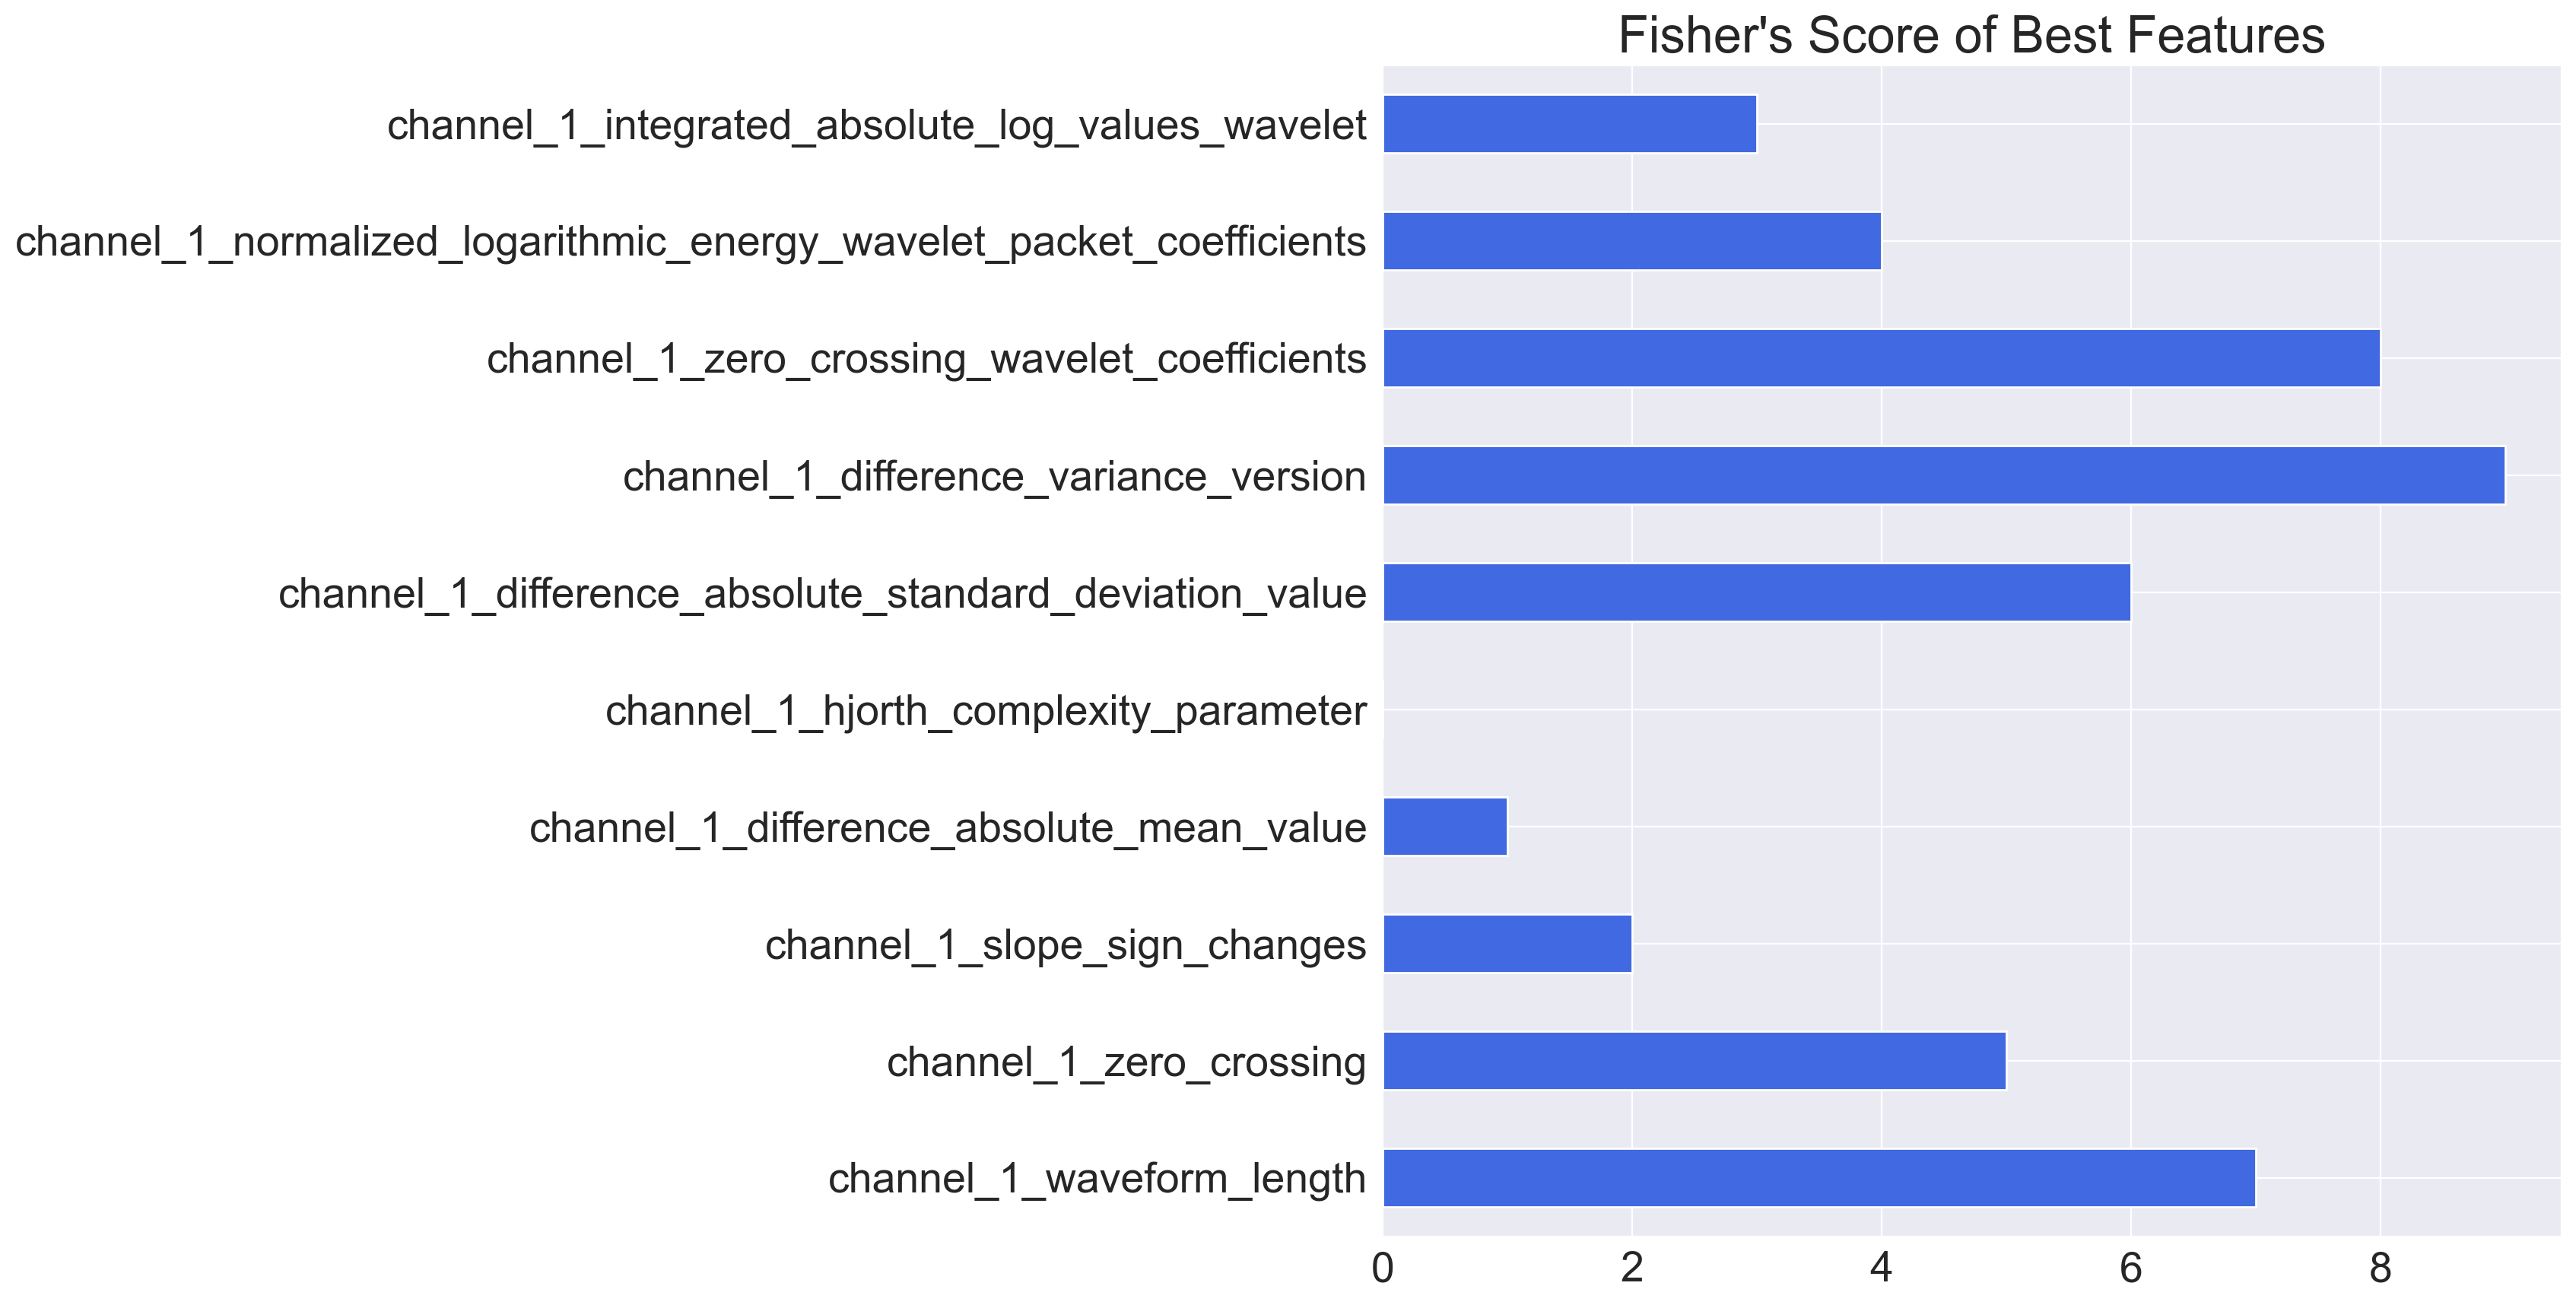 Fisher's Score of Best Features
channel_1_integrated_absolute_log_values_wavelet
channel_1_normalized_logarithmic_energy_wavelet_packet_coefficients
channel_1_zero_crossing_wavelet_coefficients
channel_1_difference_variance_version
channel_1_difference_absolute_standard_deviation_value
channel_1_hjorth_complexity_parameter
channel_1_difference_absolute_mean_value
channel_1_slope_sign_changes
channel_1_zero_crossing
channel_1_waveform_length
0 2 4 6 8